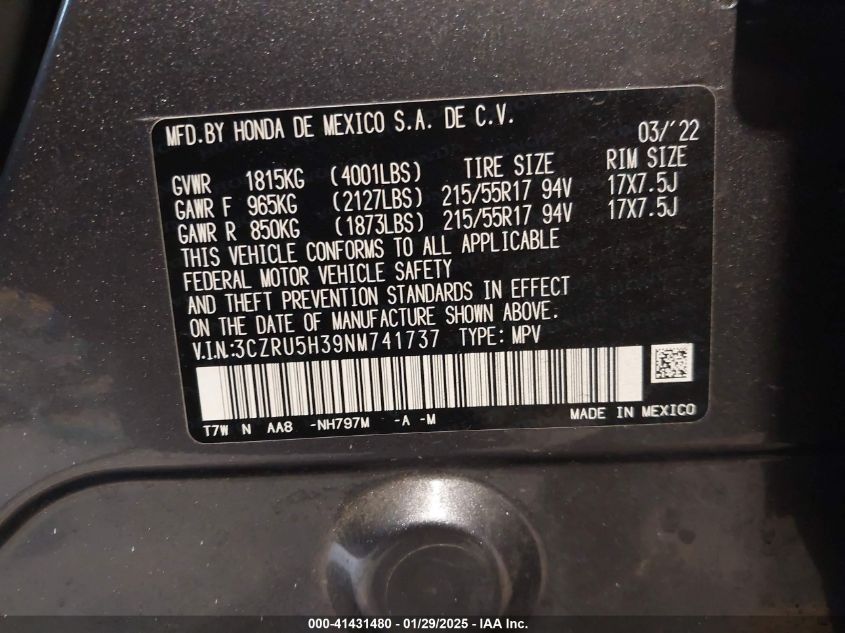 MFD.BY HONDA DE MEXICO S.A. DE C.V. 03/'22
GVWR 1815KG (4001LBS) TIRE SIZE RIM SIZE
GAWR F 965KG (2127LBS) 215/55R17 94V 17X7.5J
GAWR R 850KG (1873LBS) 215/55R17 94V 17X7.5J
THIS VEHICLE CONFORMS TO ALL APPLICABLE
FEDERAL MOTOR VEHICLE SAFETY
AND THEFT PREVENTION STANDARDS IN EFFECT
ON THE DATE OF MANUFACTURE SHOWN ABOVE.
V.I.N:3CZRU5H39NM741737 TYPE: MPV
T7W N AA8 -NH797M -A -M MADE IN MEXICO
000-41431480 - 01/29/2025 - IAA Inc.